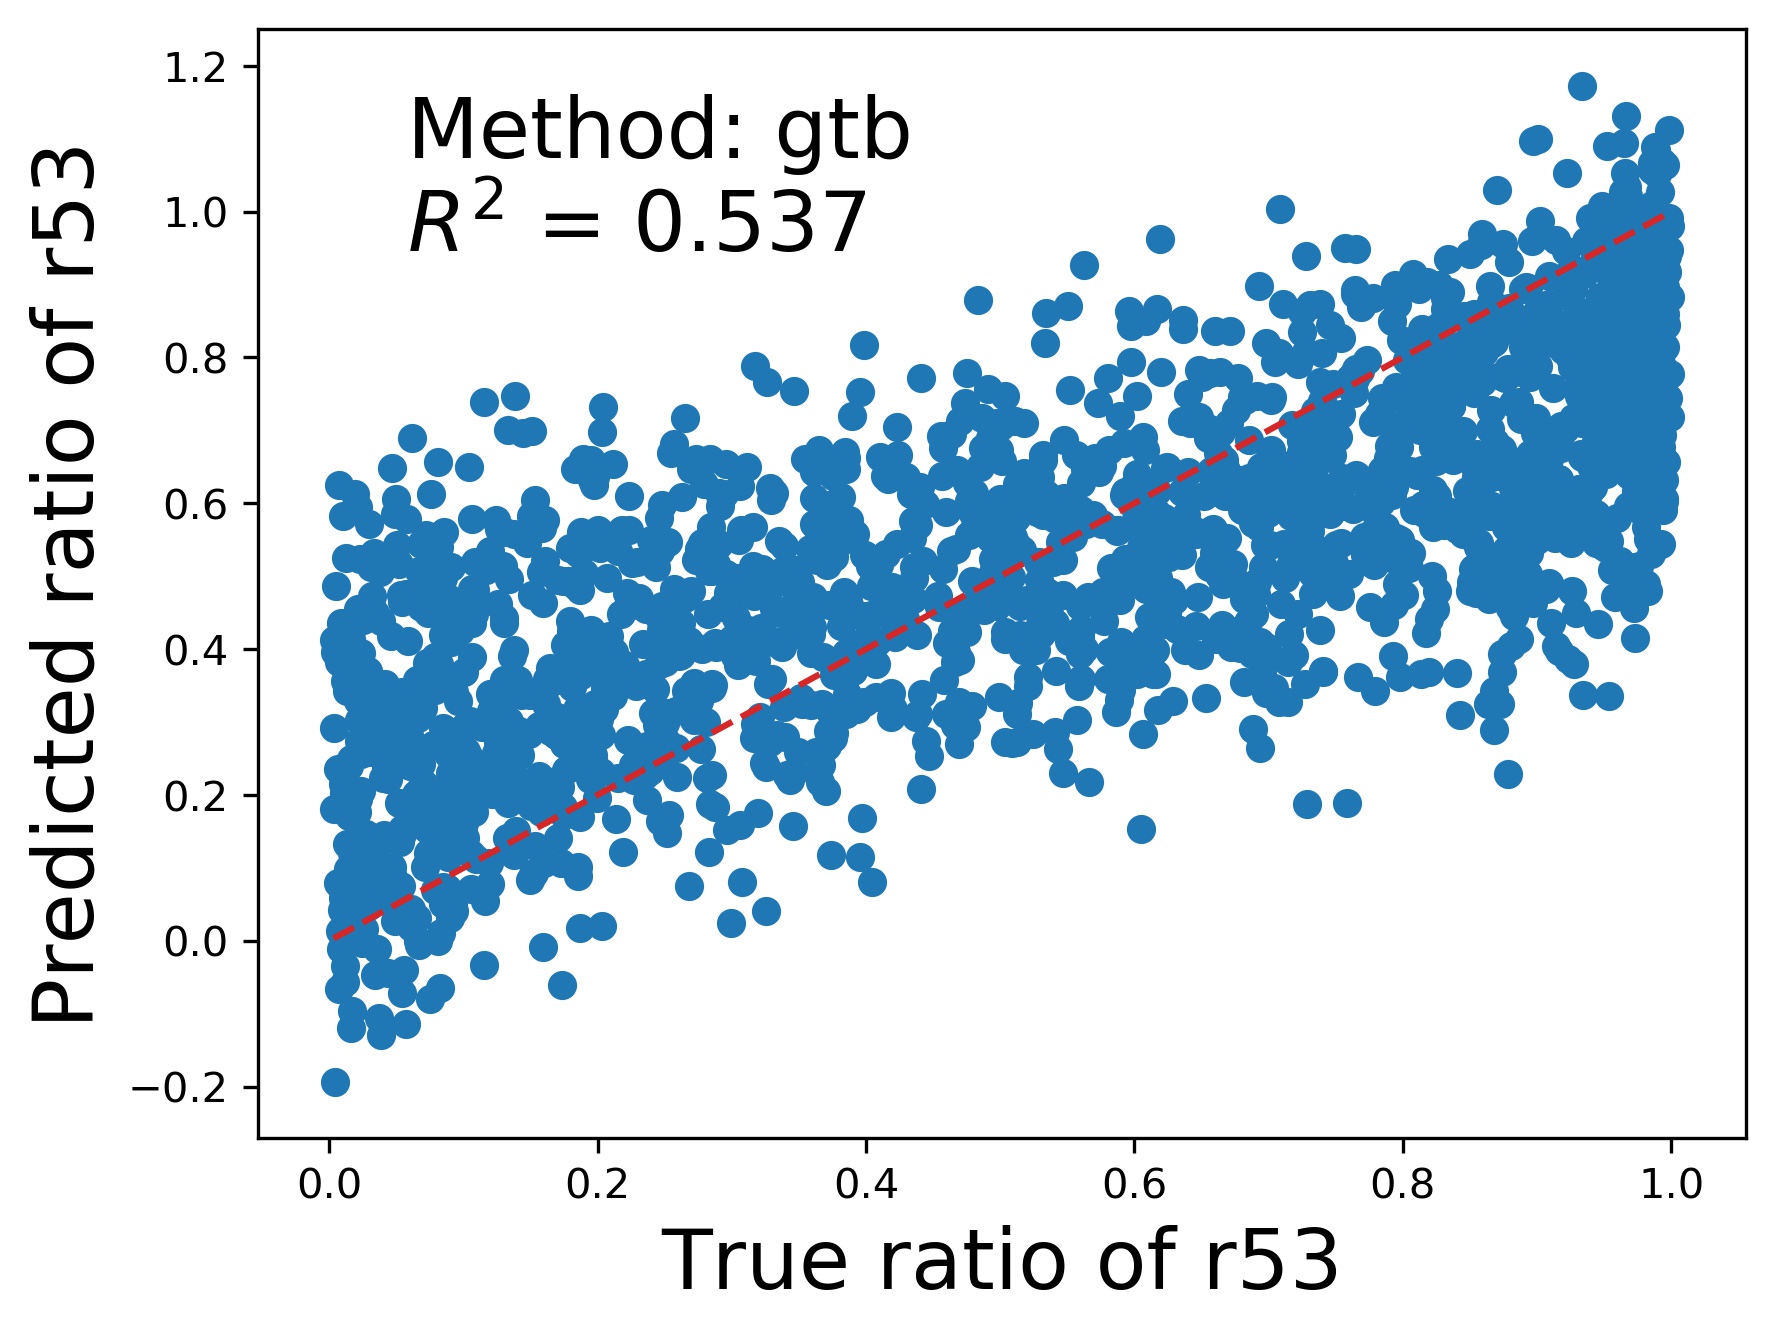 Method: gtb
R² = 0.537
Predicted ratio of r53
1.2
1.0
0.8
0.6
0.4
0.2
0.0
−0.2
0.0 0.2 0.4 0.6 0.8 1.0
True ratio of r53